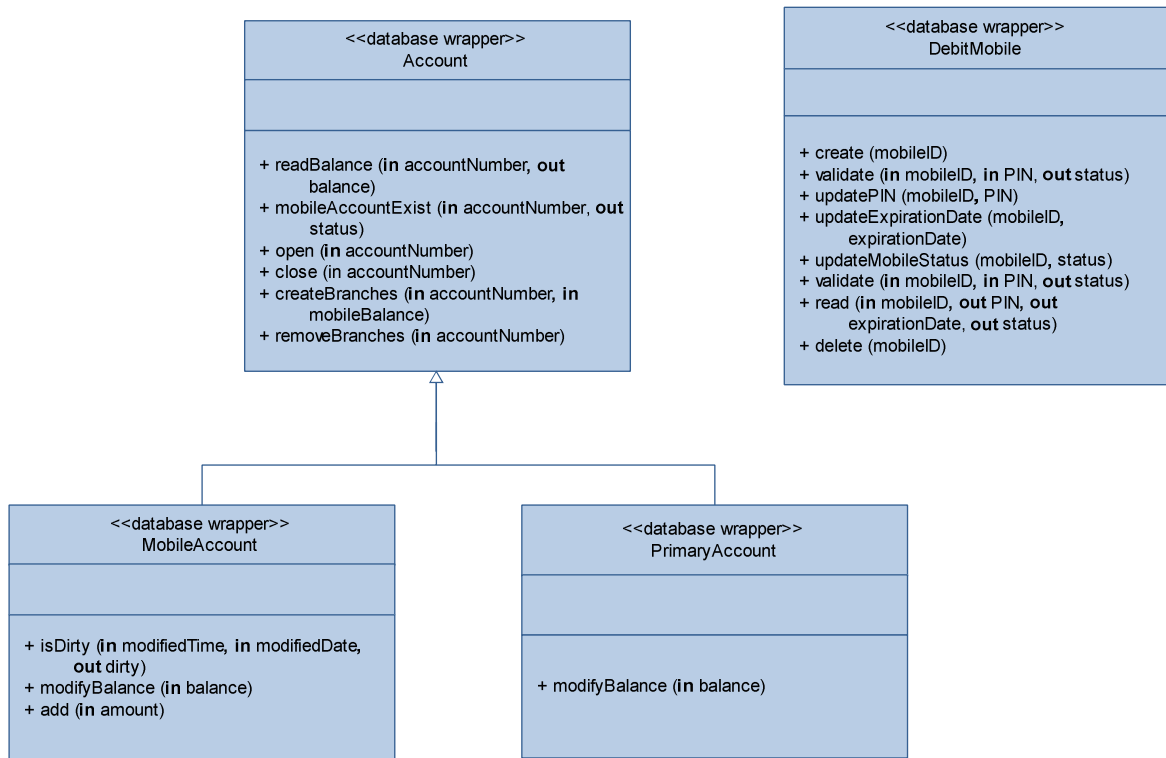 <<database wrapper>>
Account
+ readBalance (in accountNumber, out
balance)
+ mobileAccountExist (in accountNumber, out
status)
+ open (in accountNumber)
+ close (in accountNumber)
+ createBranches (in accountNumber, in
mobileBalance)
+ removeBranches (in accountNumber)
<<database wrapper>>
DebitMobile
+ create (mobileID)
+ validate (in mobileID, in PIN, out status)
+ updatePIN (mobileID, PIN)
+ updateExpirationDate (mobileID,
expirationDate)
+ updateMobileStatus (mobileID, status)
+ validate (in mobileID, in PIN, out status)
+ read (in mobileID, out PIN, out
expirationDate, out status)
+ delete (mobileID)
<<database wrapper>>
MobileAccount
+ isDirty (in modifiedTime, in modifiedDate,
out dirty)
+ modifyBalance (in balance)
+ add (in amount)
<<database wrapper>>
PrimaryAccount
+ modifyBalance (in balance)